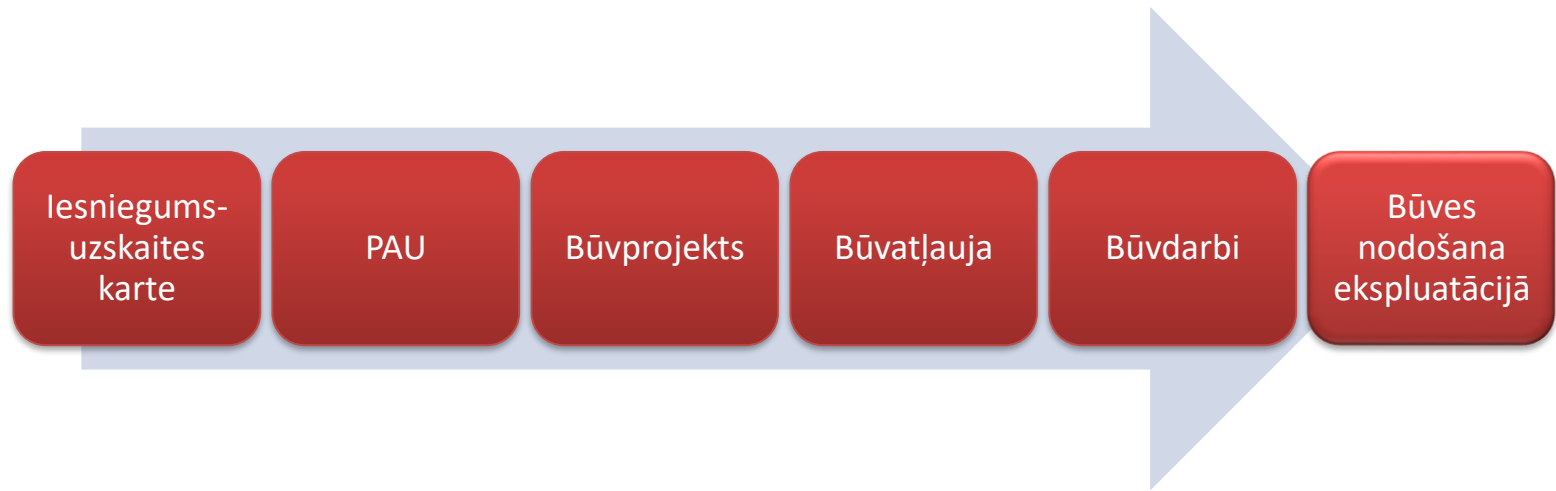 Iesniegums-
uzskaites
karte
PAU
Būvprojekts
Būvatļauja
Būvdarbi
Būves
nodošana
ekspluatācijā